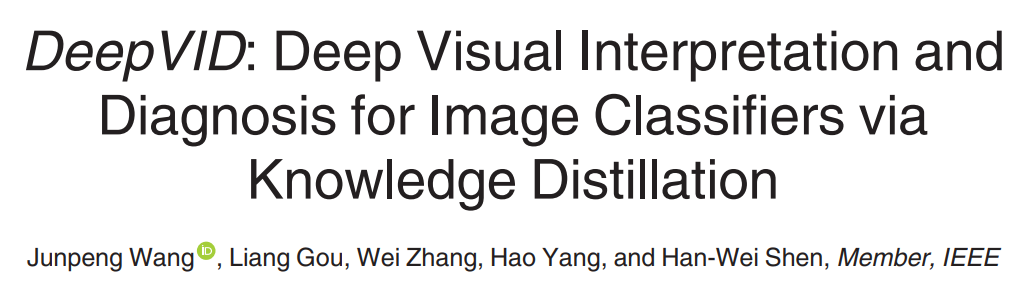 DeepVID: Deep Visual Interpretation and
Diagnosis for Image Classifiers via
Knowledge Distillation
Junpeng Wang iD, Liang Gou, Wei Zhang, Hao Yang, and Han-Wei Shen, Member, IEEE